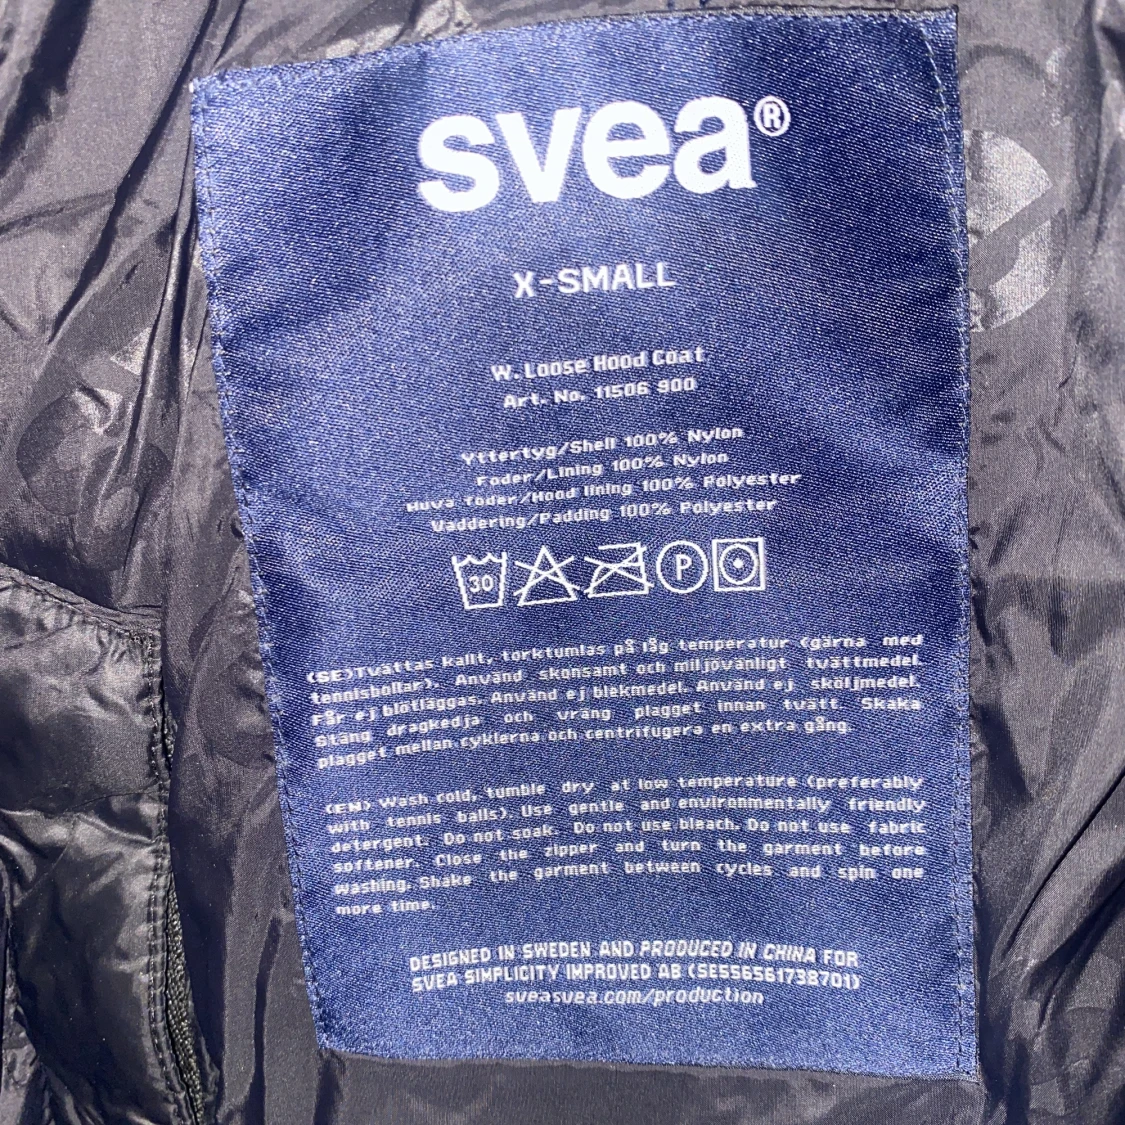 svea®
X-SMALL
W. Loose Hood Coat
Art. No. 11506 900
Yttertyg/Shell 100% Nylon
Foder/Lining 100% Nylon
Huva foder/Hood lining 100% Polyester
Vaddering/Padding 100% Polyester
30 P
(SE)Tvättas kallt, torktumlas på låg temperatur (gärna med
tennisbollar). Använd skonsamt och miljövänligt tvättmedel.
Får ej blötläggas. Använd ej blekmedel. Använd ej sköljmedel.
Stäng dragkedja och vräng plagget innan tvätt. Skaka
plagget mellan cyklerna och centrifugera en extra gång.
(EN) Wash cold, tumble dry at low temperature (preferably
with tennis balls). Use gentle and environmentally friendly
detergent. Do not soak. Do not use bleach. Do not use fabric
softener. Close the zipper and turn the garment before
washing. Shake the garment between cycles and spin one
more time.
DESIGNED IN SWEDEN AND PRODUCED IN CHINA FOR
SVEA SIMPLICITY IMPROVED AB (SE556561738701)
sveasvea.com/production